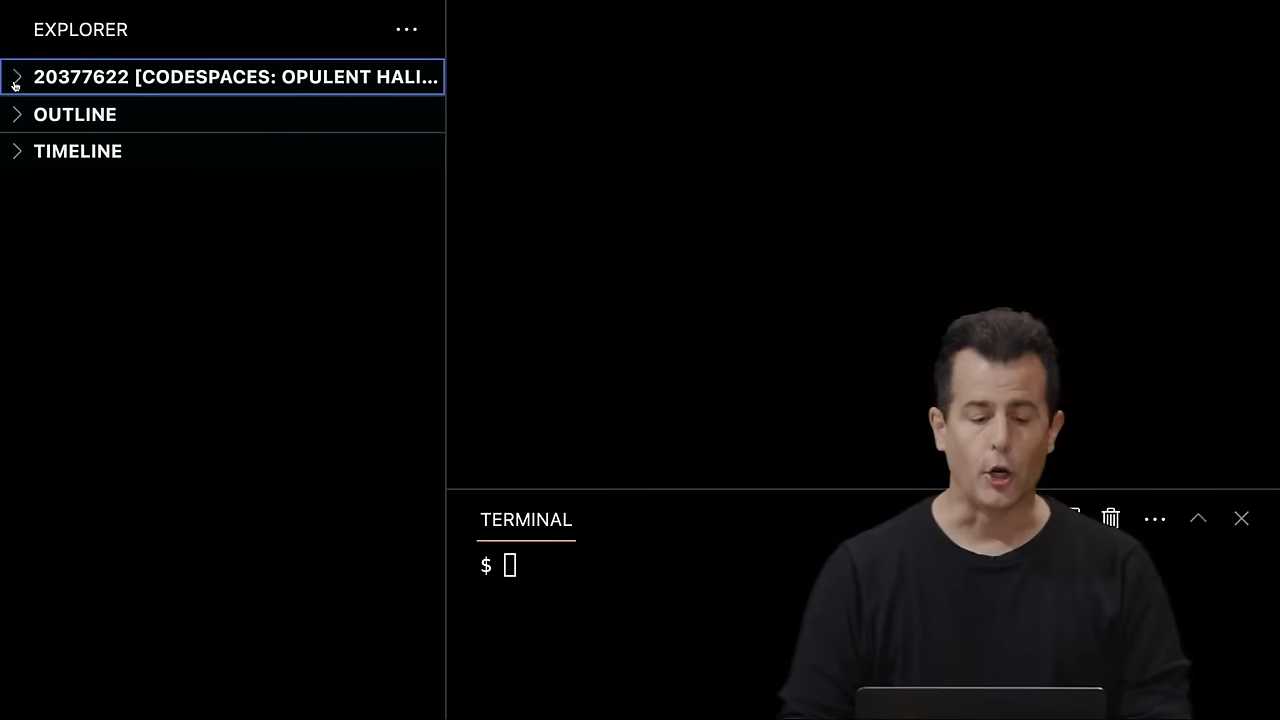 EXPLORER
20377622 [CODESPACES: OPULENT HALI...
OUTLINE
TIMELINE
TERMINAL
$